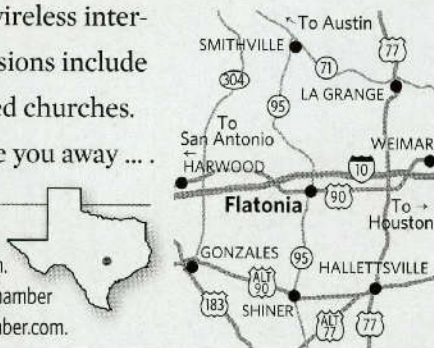 wireless inter-
sions include
ed churches.
e you away ... .
n.
hamber
ber.com.
To Austin
SMITHVILLE
77
71
304
LA GRANGE
95
To
San Antonio
WEIMAR
HARWOOD
10
Flatonia
90
To →
Houston
GONZALES
95
HALLETTSVILLE
ALT
90
183
SHINER
ALT
77
77